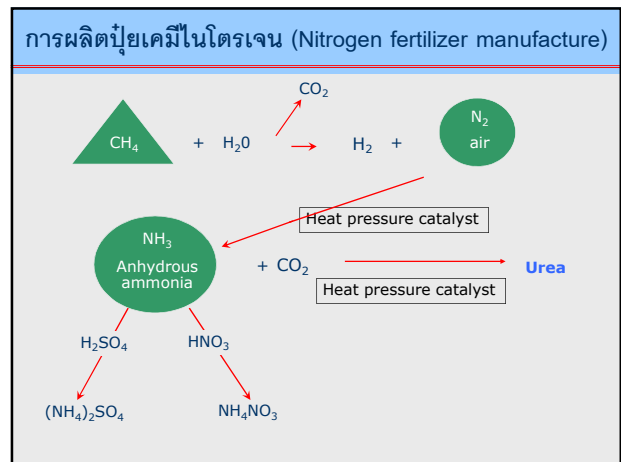 การผลิตปุ๋ยเคมีไนโตรเจน (Nitrogen fertilizer manufacture)
CO₂
CH₄ + H₂0 H₂ + N₂
air
Heat pressure catalyst
NH₃
Anhydrous
ammonia
+ CO₂ Urea
Heat pressure catalyst
H₂SO₄ HNO₃
(NH₄)₂SO₄ NH₄NO₃